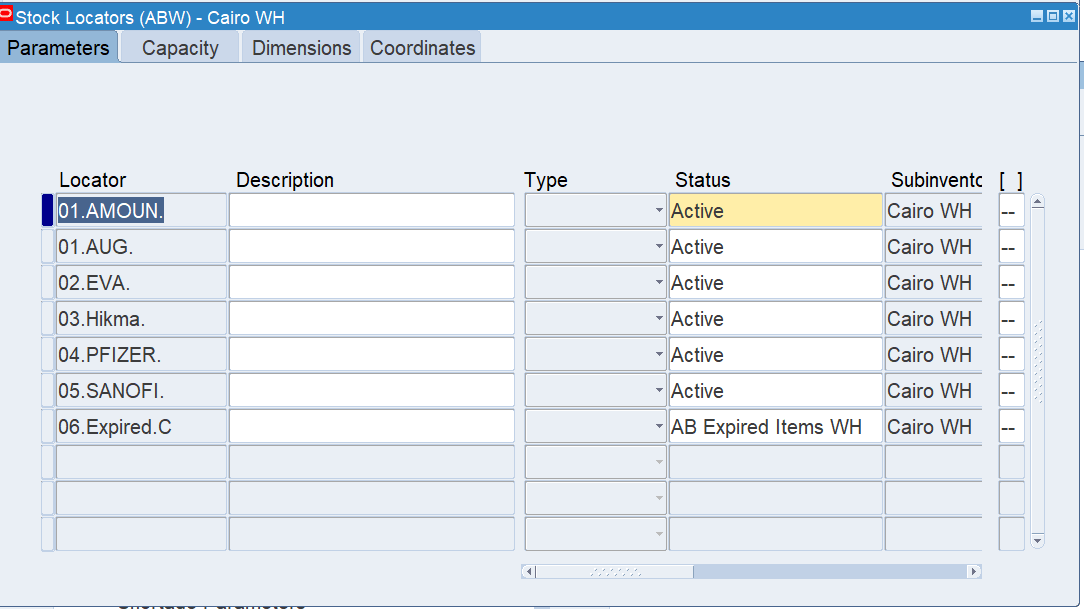 Stock Locators (ABW) - Cairo WH
Parameters Capacity Dimensions Coordinates
Locator Description Type Status Subinvento [ ]
01.AMOUN. Active Cairo WH --
01.AUG. Active Cairo WH --
02.EVA. Active Cairo WH --
03.Hikma. Active Cairo WH --
04.PFIZER. Active Cairo WH --
05.SANOFI. Active Cairo WH --
06.Expired.C AB Expired Items WH Cairo WH --